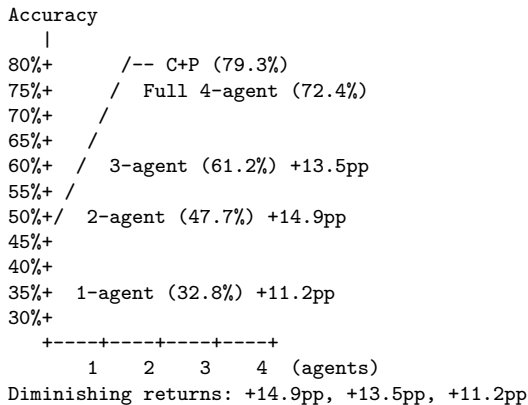 Accuracy
|
80%+ /-- C+P (79.3%)
75%+ / Full 4-agent (72.4%)
70%+ /
65%+ /
60%+ / 3-agent (61.2%) +13.5pp
55%+ /
50%+/ 2-agent (47.7%) +14.9pp
45%+
40%+
35%+ 1-agent (32.8%) +11.2pp
30%+
+----+----+----+----+
1 2 3 4 (agents)
Diminishing returns: +14.9pp, +13.5pp, +11.2pp